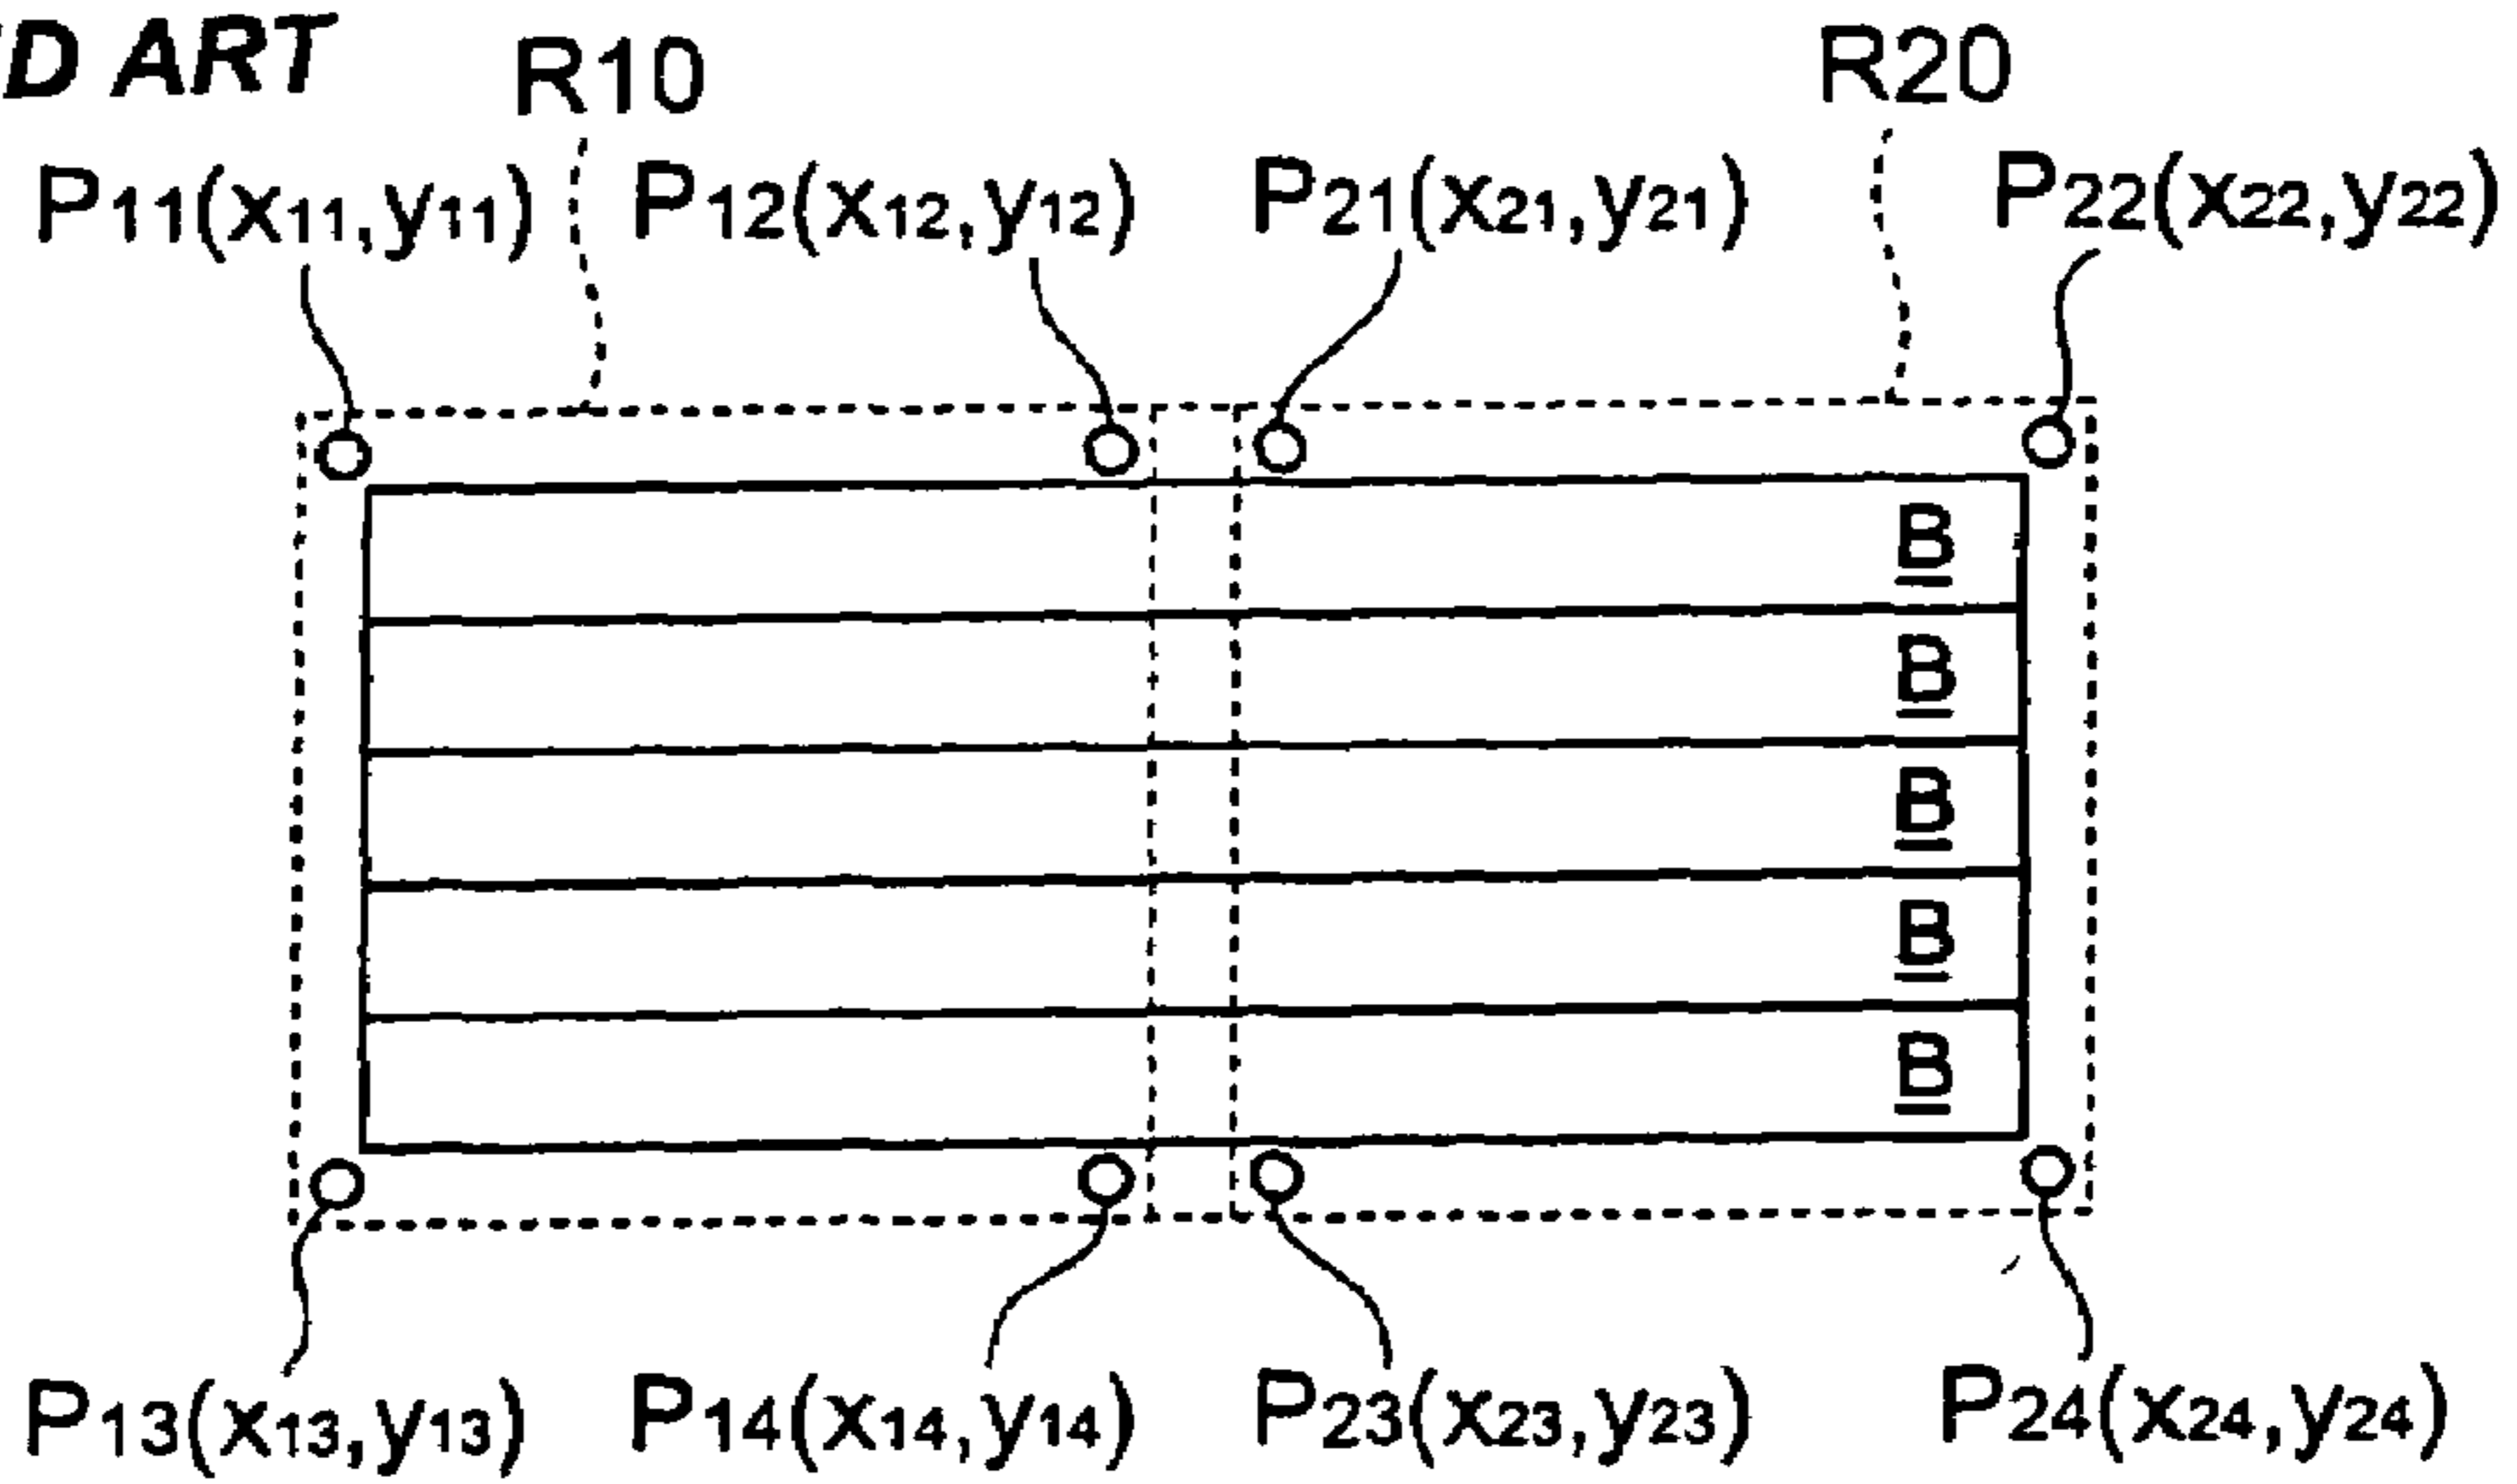 D ART
R10 R20
P11(x11,y11) P12(x12,y12) P21(x21,y21) P22(x22,y22)
B
B
B
B
B
P13(x13,y13) P14(x14,y14) P23(x23,y23) P24(x24,y24)